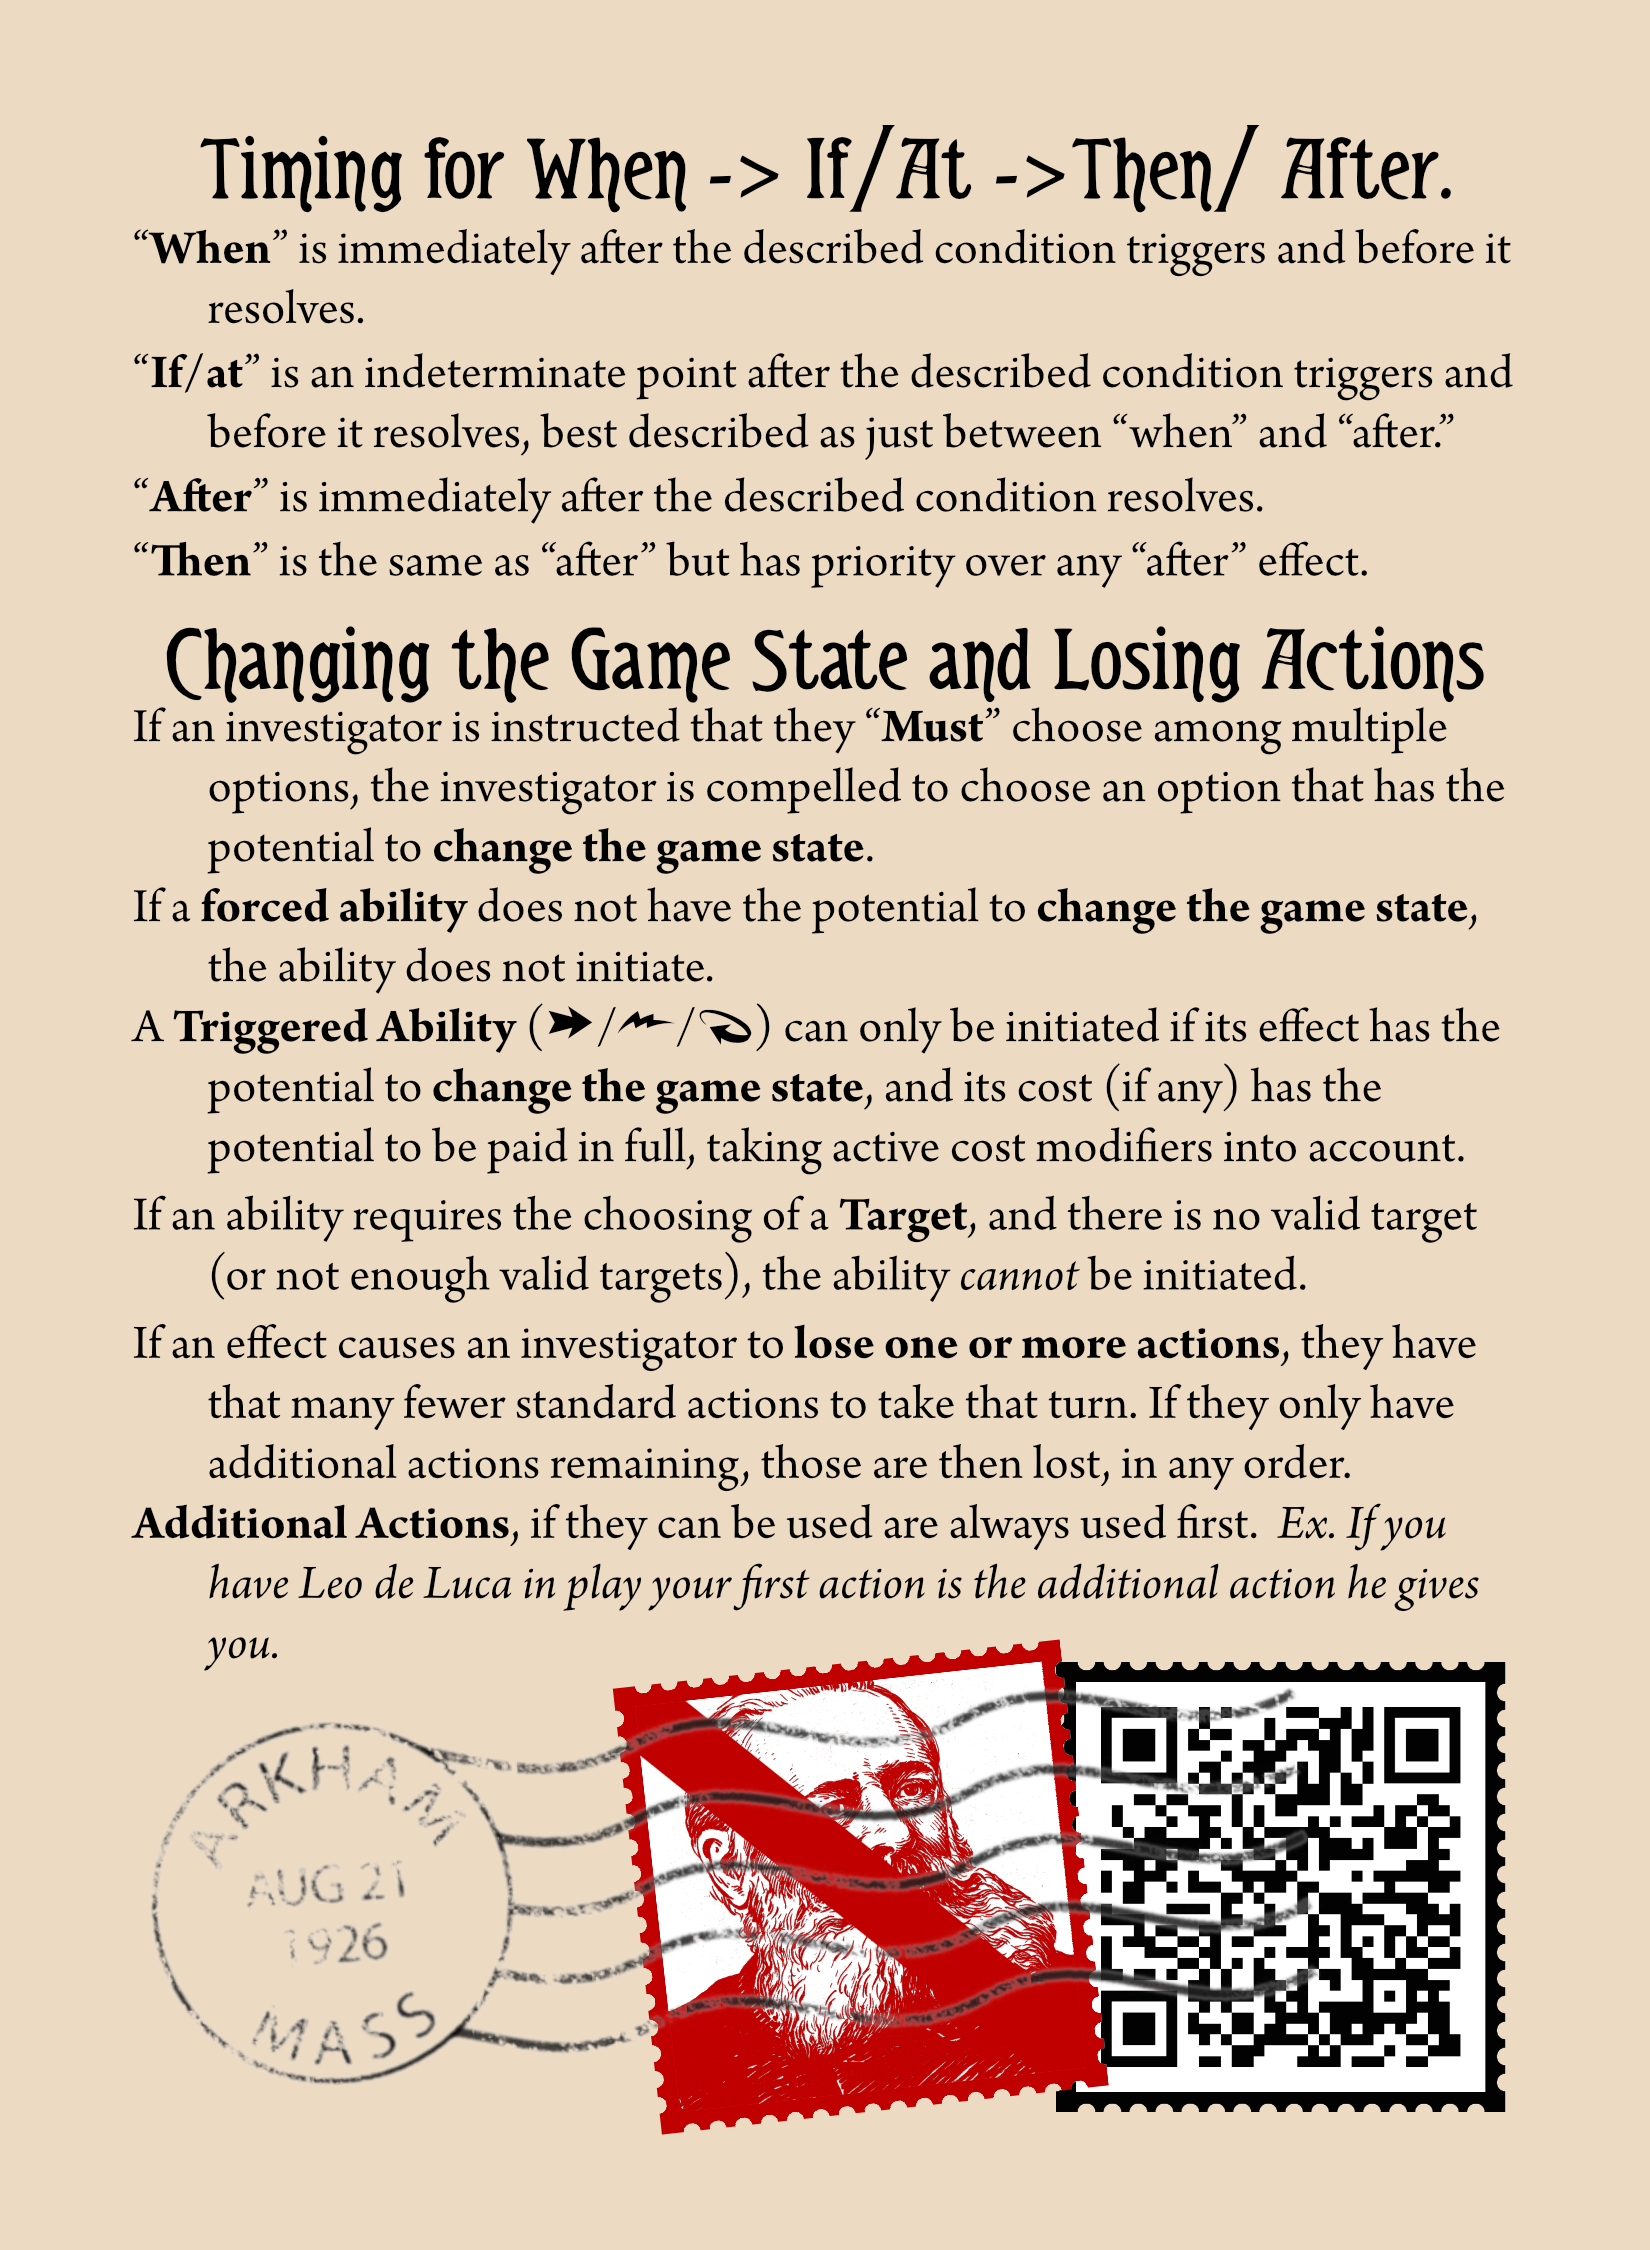 Timing for When -> If/At ->Then/ After.
“When” is immediately after the described condition triggers and before it
resolves.
“If/at” is an indeterminate point after the described condition triggers and
before it resolves, best described as just between “when” and “after.”
“After” is immediately after the described condition resolves.
“Then” is the same as “after” but has priority over any “after” effect.
Changing the Game State and Losing Actions
If an investigator is instructed that they “Must” choose among multiple
options, the investigator is compelled to choose an option that has the
potential to change the game state.
If a forced ability does not have the potential to change the game state,
the ability does not initiate.
A Triggered Ability (/ / ) can only be initiated if its effect has the
potential to change the game state, and its cost (if any) has the
potential to be paid in full, taking active cost modifiers into account.
If an ability requires the choosing of a Target, and there is no valid target
(or not enough valid targets), the ability cannot be initiated.
If an effect causes an investigator to lose one or more actions, they have
that many fewer standard actions to take that turn. If they only have
additional actions remaining, those are then lost, in any order.
Additional Actions, if they can be used are always used first.  Ex. If you
have Leo de Luca in play your first action is the additional action he gives
you.
ARKHAM
AUG 21
1926
MASS